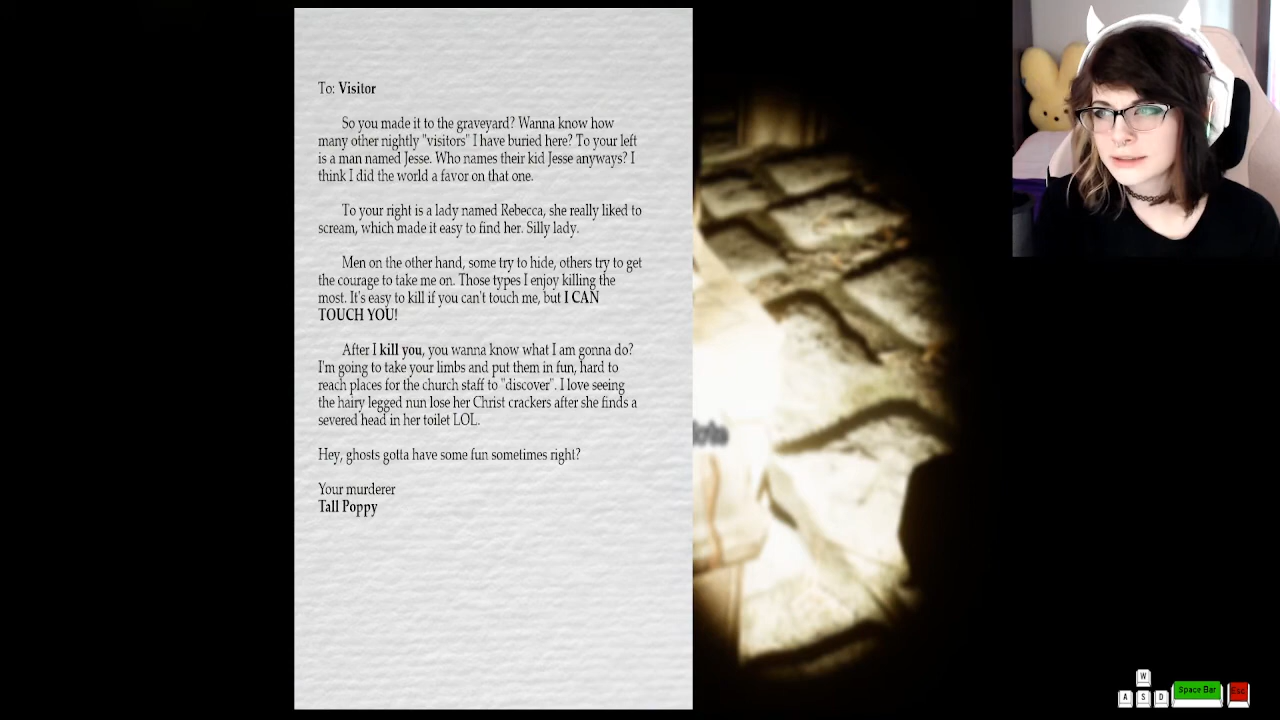 To: Visitor
So you made it to the graveyard? Wanna know how
many other nightly "visitors" I have buried here? To your left
is a man named Jesse. Who names their kid Jesse anyways? I
think I did the world a favor on that one.
To your right is a lady named Rebecca, she really liked to
scream, which made it easy to find her. Silly lady.
Men on the other hand, some try to hide, others try to get
the courage to take me on. Those types I enjoy killing the
most. It's easy to kill if you can't touch me, but I CAN
TOUCH YOU!
After I kill you, you wanna know what I am gonna do?
I'm going to take your limbs and put them in fun, hard to
reach places for the church staff to "discover". I love seeing
the hairy legged nun lose her Christ crackers after she finds a
severed head in her toilet LOL.
Hey, ghosts gotta have some fun sometimes right?
Your murderer
Tall Poppy
W
A S D Space Bar Esc